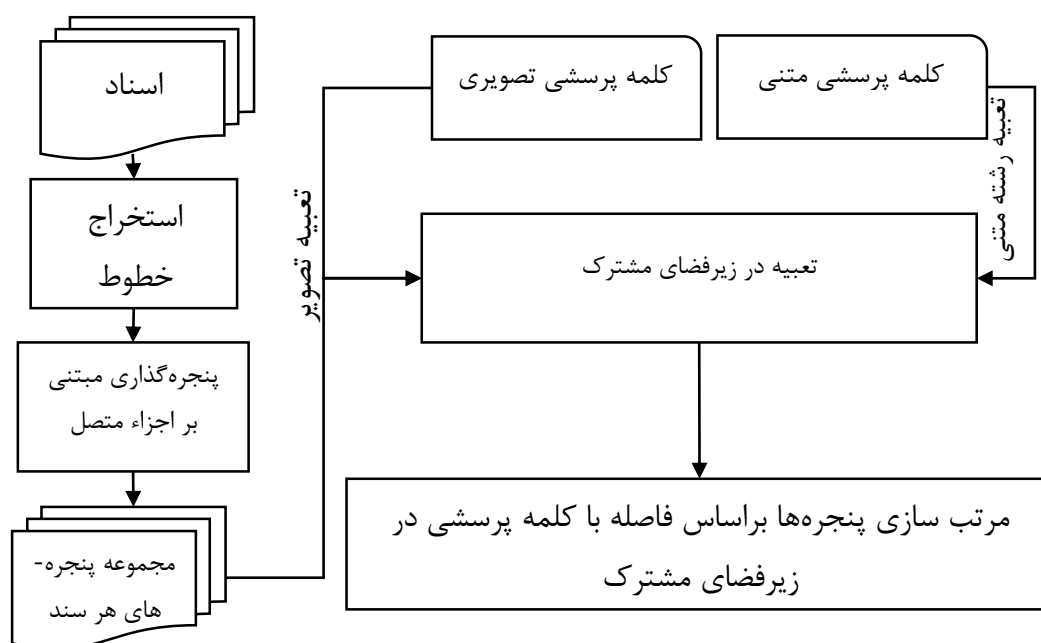 اسناد
کلمه پرسشی تصویری
کلمه پرسشی متنی
تعبیه رشته متنی
استخراج
خطوط
تعبیه تصویر
تعبیه در زیرفضای مشترک
پنجره‌گذاری مبتنی
بر اجزاء متصل
مرتب سازی پنجره‌ها براساس فاصله با کلمه پرسشی در
زیرفضای مشترک
مجموعه پنجره-
های هر سند